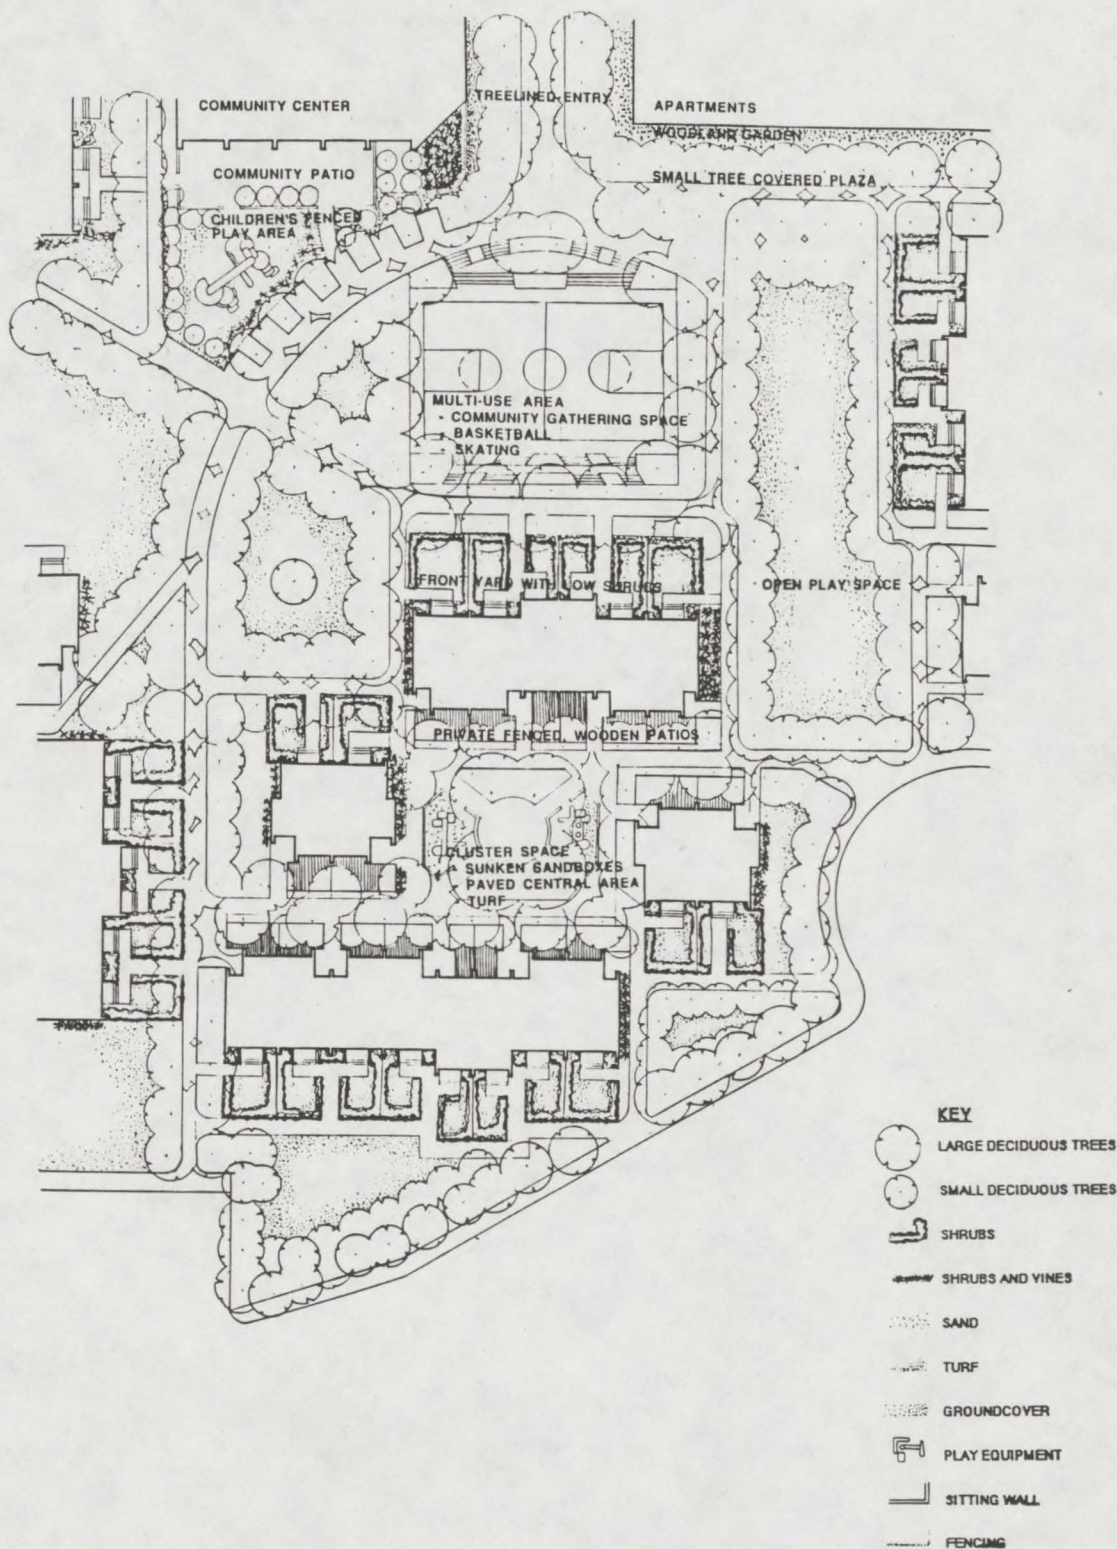 COMMUNITY CENTER
TREELINED ENTRY
APARTMENTS
WOODLAND GARDEN
COMMUNITY PATIO
SMALL TREE COVERED PLAZA
CHILDREN'S FENCED
PLAY AREA
MULTI-USE AREA
- COMMUNITY GATHERING SPACE
- BASKETBALL
- SKATING
FRONT YARD WITH LOW SHRUBS
OPEN PLAY SPACE
PRIVATE FENCED, WOODEN PATIOS
CLUSTER SPACE
- SUNKEN SANDBOXES
- PAVED CENTRAL AREA
- TURF
KEY
LARGE DECIDUOUS TREES
SMALL DECIDUOUS TREES
SHRUBS
SHRUBS AND VINES
SAND
TURF
GROUNDCOVER
PLAY EQUIPMENT
SITTING WALL
FENCING